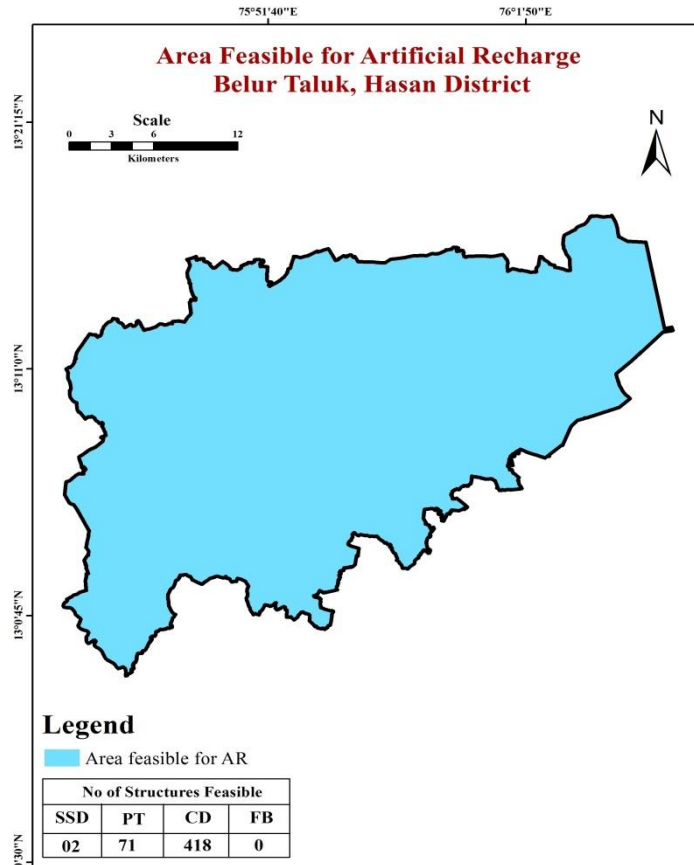 75°51'40"E 76°1'50"E
Area Feasible for Artificial Recharge
Belur Taluk, Hasan District
13°21'15"N
Scale
0 3 6 12
Kilometers
N
13°11'0"N
13°0'45"N
Legend
Area feasible for AR
No of Structures Feasible
SSD PT CD FB
02 71 418 0